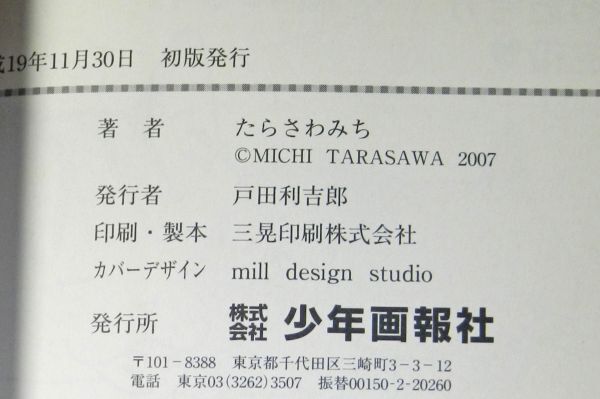 成19年11月30日 初版発行
著 者 たらさわみち
©MICHI TARASAWA 2007
発行者 戸田利吉郎
印刷・製本 三晃印刷株式会社
カバーデザイン mill design studio
発行所 株式会社 少年画報社
〒101-8388 東京都千代田区三崎町3-3-12
電話 東京03(3262)3507 振替00150-2-20260